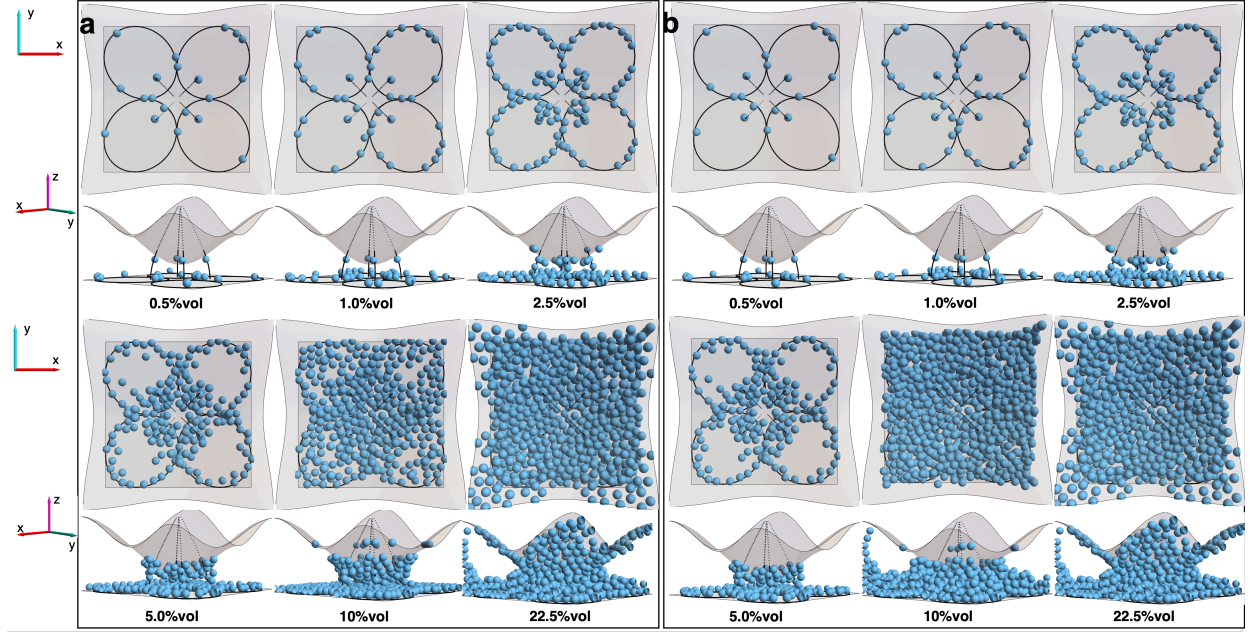 a
b
y
x
z
x
y
0.5%vol
1.0%vol
2.5%vol
0.5%vol
1.0%vol
2.5%vol
y
x
z
x
y
5.0%vol
10%vol
22.5%vol
5.0%vol
10%vol
22.5%vol